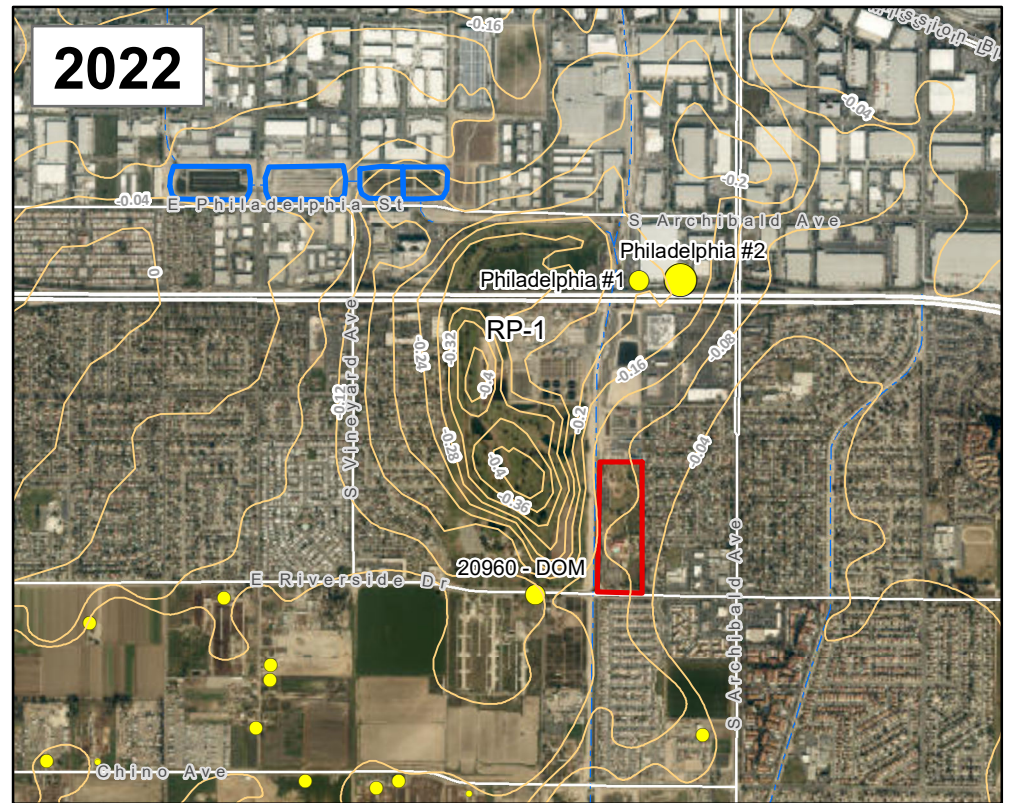 2022
-0.16
ission Bl
-0.04
-0.2
-0.04
E Philadelphia St
S Archibald Ave
Philadelphia #2
Philadelphia #1
0
RP-1
S Vineyard Ave
-0.24
-0.32
-0.4
-0.08
-0.16
-0.12
-0.2
-0.28
-0.4
-0.36
-0.04
20960 - DOM
E Riverside Dr
S Archibald Ave
Chino Ave